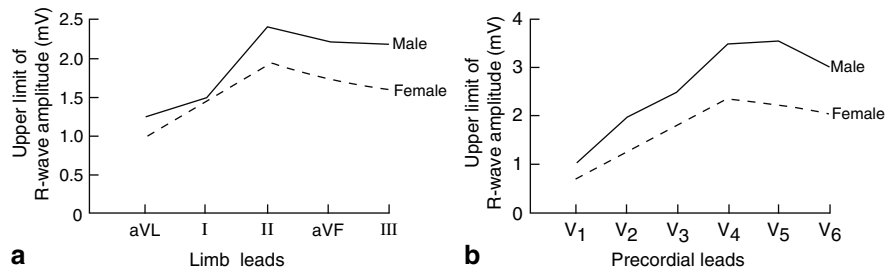 Upper limit of
R-wave amplitude (mV)
2.5
2.0
1.5
1.0
0.5
0
Male
Female
aVL I II aVF III
a Limb leads
Upper limit of
R-wave amplitude (mV)
4
3
2
1
0
Male
Female
V1 V2 V3 V4 V5 V6
b Precordial leads